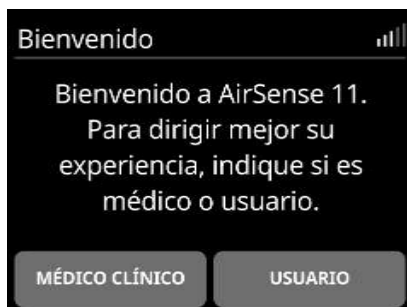 Bienvenido
Bienvenido a AirSense 11.
Para dirigir mejor su
experiencia, indique si es
médico o usuario.
MÉDICO CLÍNICO
USUARIO